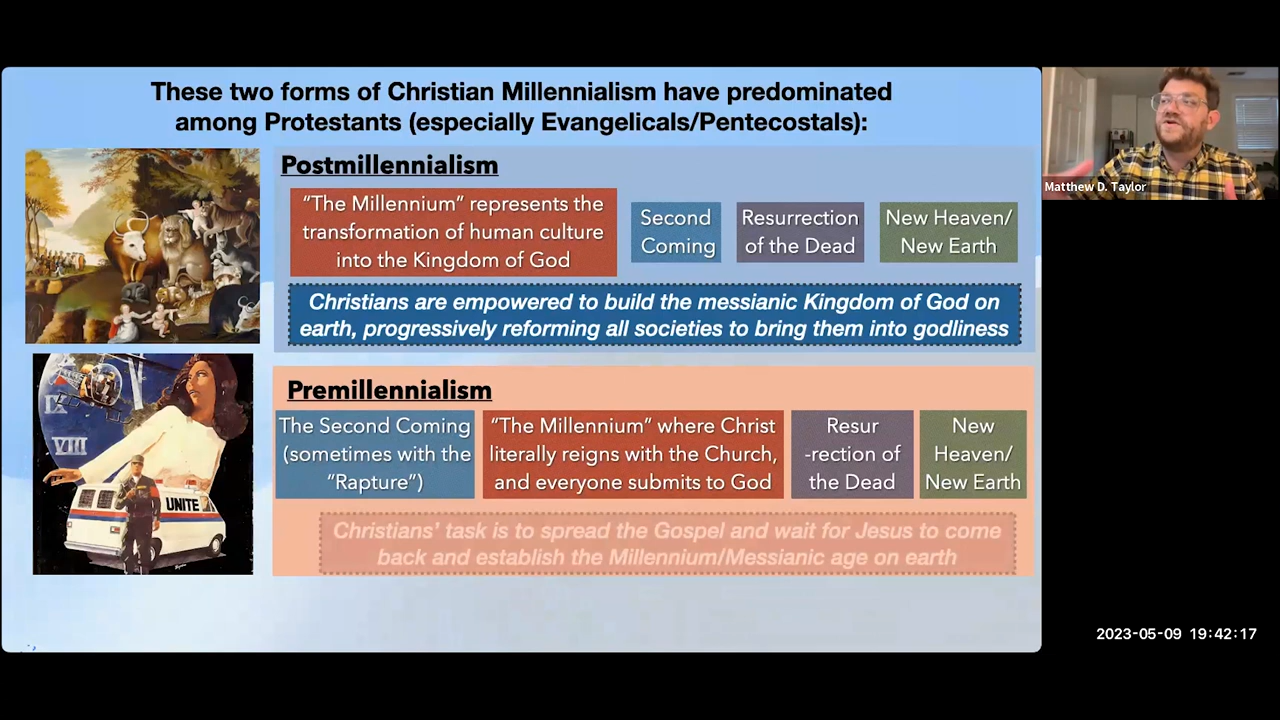 These two forms of Christian Millennialism have predominated
among Protestants (especially Evangelicals/Pentecostals):
Postmillennialism
“The Millennium” represents the
transformation of human culture
into the Kingdom of God
Second
Coming
Resurrection
of the Dead
New Heaven/
New Earth
Christians are empowered to build the messianic Kingdom of God on
earth, progressively reforming all societies to bring them into godliness
Premillennialism
The Second Coming
(sometimes with the
“Rapture”)
“The Millennium” where Christ
literally reigns with the Church,
and everyone submits to God
Resur
-rection of
the Dead
New
Heaven/
New Earth
Christians’ task is to spread the Gospel and wait for Jesus to come
back and establish the Millennium/Messianic age on earth
IX
VIII
UNITE
Matthew D. Taylor
2023-05-09 19:42:17